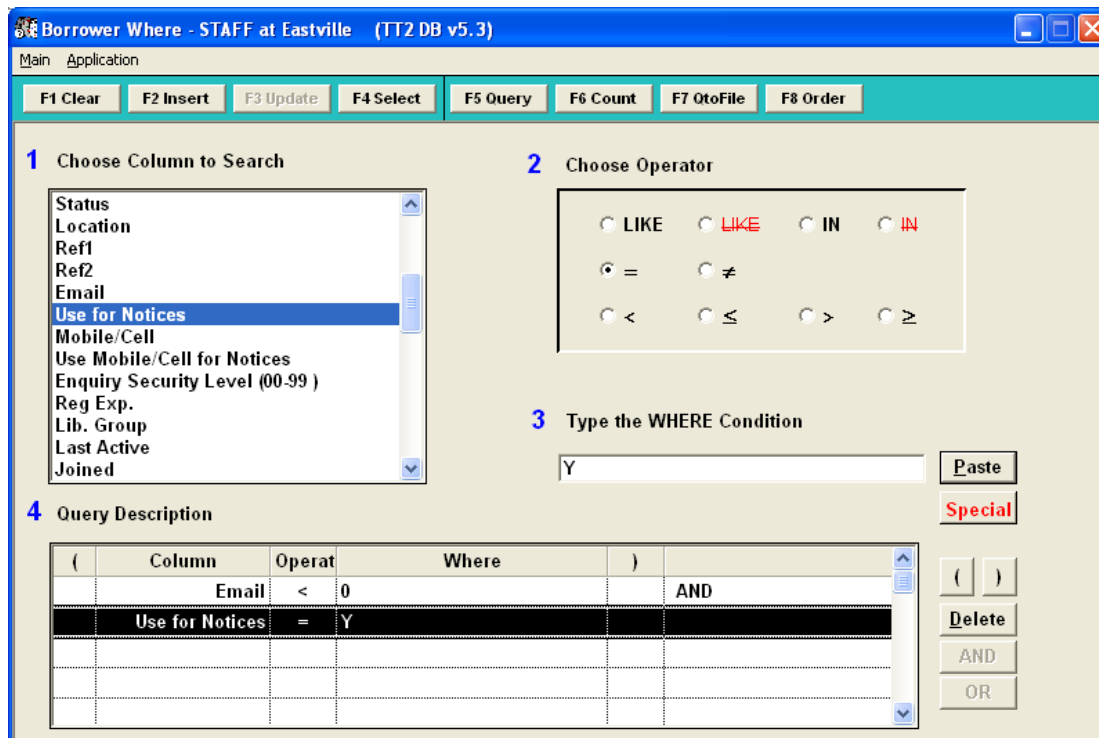 Borrower Where - STAFF at Eastville (TT2 DB v5.3)
Main Application
F1 Clear F2 Insert F3 Update F4 Select F5 Query F6 Count F7 QtoFile F8 Order
1 Choose Column to Search
2 Choose Operator
Status
Location
Ref1
Ref2
Email
Use for Notices
Mobile/Cell
Use Mobile/Cell for Notices
Enquiry Security Level (00-99 )
Reg Exp.
Lib. Group
Last Active
Joined
LIKE LIKE IN IN
= ≠
< ≤ > ≥
3 Type the WHERE Condition
Y Paste
Special
4 Query Description
( Column Operat Where )
Email < 0 AND
Use for Notices = Y
( )
Delete
AND
OR